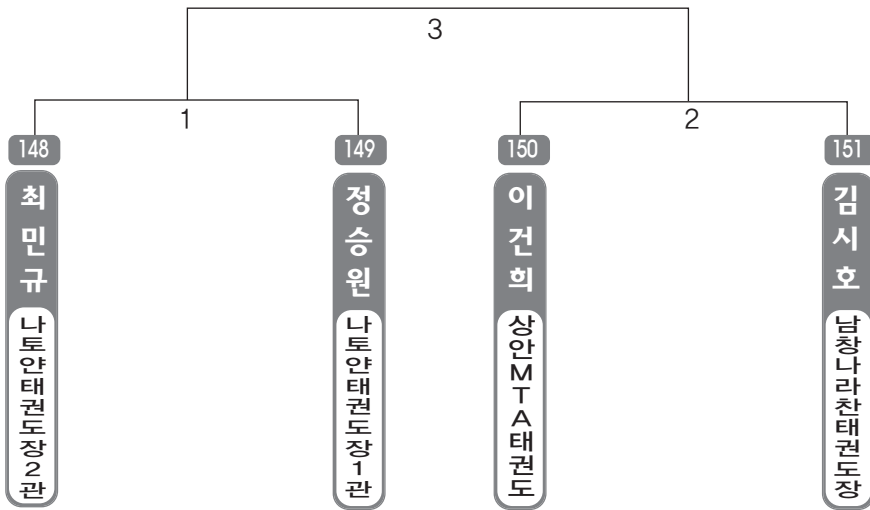 3
1
2
148
최민규
나토얀태권도장2관
149
정승원
나토얀태권도장1관
150
이건희
상안MTA태권도
151
김시호
남창나라찬태권도장